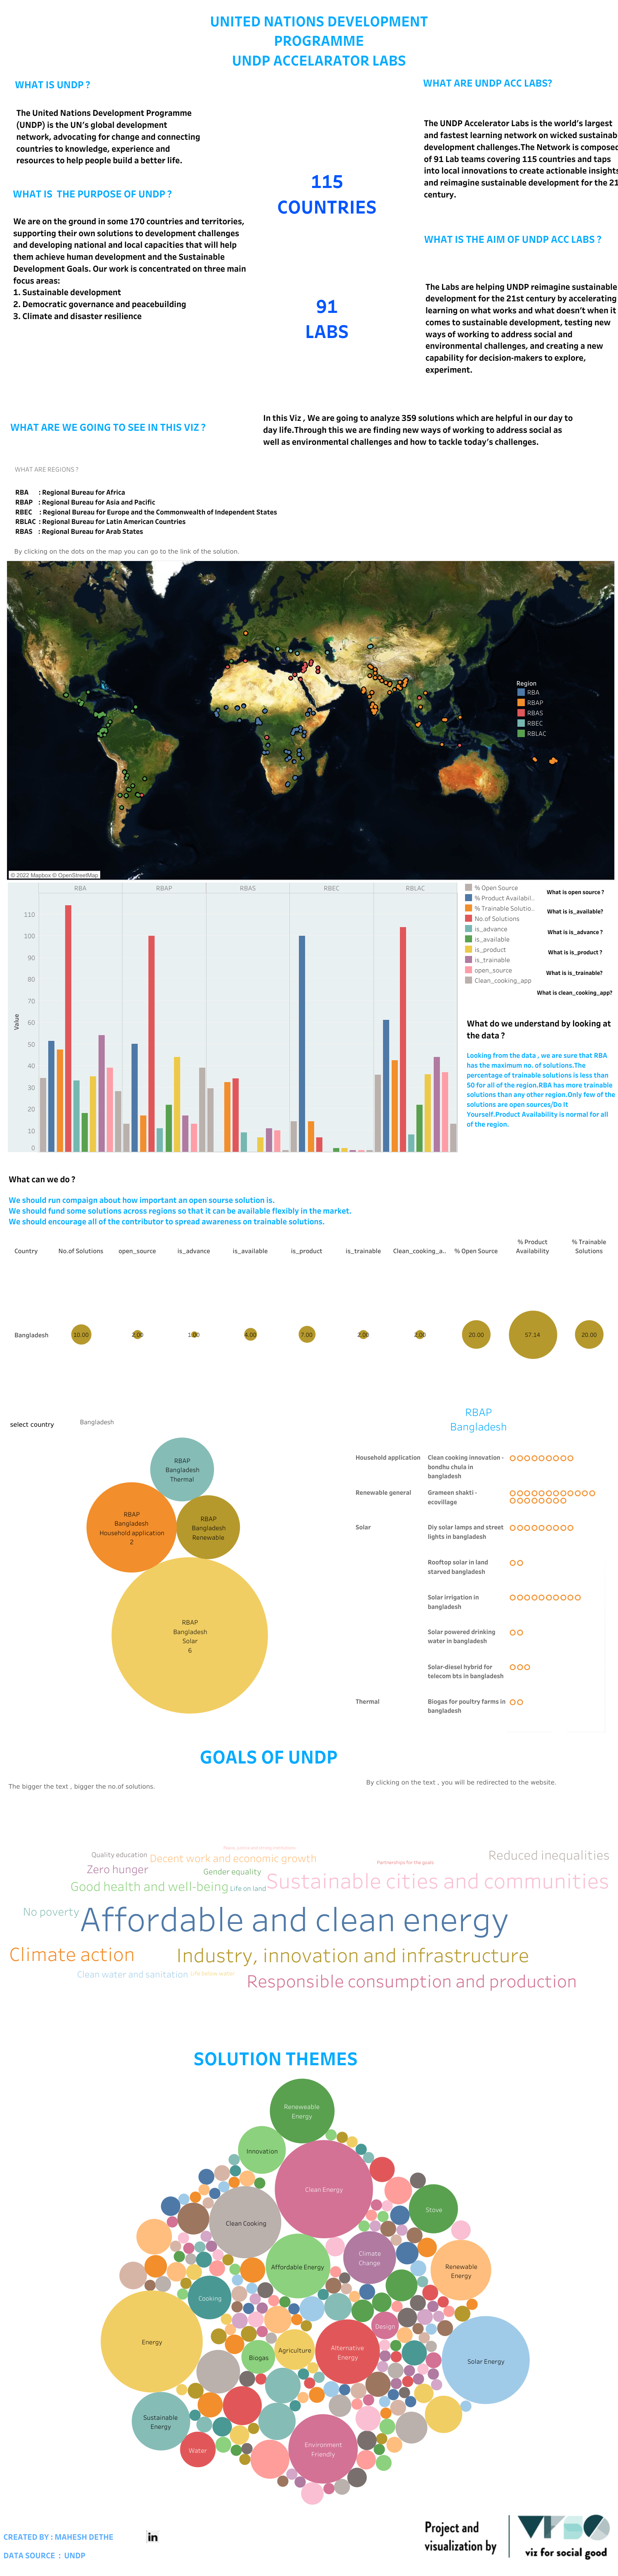 UNITED NATIONS DEVELOPMENT
PROGRAMME
UNDP ACCELARATOR LABS
WHAT IS UNDP ?
The United Nations Development Programme
(UNDP) is the UN's global development
network, advocating for change and connecting
countries to knowledge, experience and
resources to help people build a better life.
WHAT IS THE PURPOSE OF UNDP ?
We are on the ground in some 170 countries and territories,
supporting their own solutions to development challenges
and developing national and local capacities that will help
them achieve human development and the Sustainable
Development Goals. Our work is concentrated on three main
focus areas:
1. Sustainable development
2. Democratic governance and peacebuilding
3. Climate and disaster resilience
115
COUNTRIES
91
LABS
WHAT ARE UNDP ACC LABS?
The UNDP Accelerator Labs is the world's largest
and fastest learning network on wicked sustainab
development challenges.The Network is composed
of 91 Lab teams covering 115 countries and taps
into local innovations to create actionable insights
and reimagine sustainable development for the 21
century.
WHAT IS THE AIM OF UNDP ACC LABS ?
The Labs are helping UNDP reimagine sustainable
development for the 21st century by accelerating
learning on what works and what doesn't when it
comes to sustainable development, testing new
ways of working to address social and
environmental challenges, and creating a new
capability for decision-makers to explore,
experiment.
WHAT ARE WE GOING TO SEE IN THIS VIZ ?
In this Viz , We are going to analyze 359 solutions which are helpful in our day to
day life.Through this we are finding new ways of working to address social as
well as environmental challenges and how to tackle today's challenges.
WHAT ARE REGIONS ?
RBA : Regional Bureau for Africa
RBAP : Regional Bureau for Asia and Pacific
RBEC : Regional Bureau for Europe and the Commonwealth of Independent States
RBLAC : Regional Bureau for Latin American Countries
RBAS : Regional Bureau for Arab States
By clicking on the dots on the map you can go to the link of the solution.
Region
RBA
RBAP
RBAS
RBEC
RBLAC
© 2022 Mapbox © OpenStreetMap
RBA RBAP RBAS RBEC RBLAC
Value
110
100
90
80
70
60
50
40
30
20
10
0
% Open Source
% Product Availabil..
% Trainable Solutio..
No.of Solutions
is_advance
is_available
is_product
is_trainable
open_source
Clean_cooking_app
What is open source ?
What is is_available?
What is is_advance ?
What is is_product ?
What is is_trainable?
What is clean_cooking_app?
What do we understand by looking at
the data ?
Looking from the data , we are sure that RBA
has the maximum no. of solutions.The
percentage of trainable solutions is less than
50 for all of the region.RBA has more trainable
solutions than any other region.Only few of the
solutions are open sources/Do It
Yourself.Product Availability is normal for all
of the region.
What can we do ?
We should run compaign about how important an open sourse solution is.
We should fund some solutions across regions so that it can be available flexibly in the market.
We should encourage all of the contributor to spread awareness on trainable solutions.
Country No.of Solutions open_source is_advance is_available is_product is_trainable Clean_cooking_a.. % Open Source % Product Availability % Trainable Solutions
Bangladesh 10.00 2.00 1.00 4.00 7.00 2.00 2.00 20.00 57.14 20.00
select country Bangladesh
RBAP
Bangladesh
Thermal
RBAP
Bangladesh
Household application
2
RBAP
Bangladesh
Renewable
RBAP
Bangladesh
Solar
6
RBAP
Bangladesh
Household application
Clean cooking innovation -
bondhu chula in
bangladesh
Renewable general
Grameen shakti -
ecovillage
Solar
Diy solar lamps and street
lights in bangladesh
Rooftop solar in land
starved bangladesh
Solar irrigation in
bangladesh
Solar powered drinking
water in bangladesh
Solar-diesel hybrid for
telecom bts in bangladesh
Thermal
Biogas for poultry farms in
bangladesh
GOALS OF UNDP
The bigger the text , bigger the no.of solutions.
By clicking on the text , you will be redirected to the website.
Quality education
Decent work and economic growth
Partnerships for the goals
Reduced inequalities
Zero hunger
Gender equality
Good health and well-being
Life on land
Sustainable cities and communities
No poverty
Affordable and clean energy
Climate action
Industry, innovation and infrastructure
Clean water and sanitation
Life below water
Responsible consumption and production
SOLUTION THEMES
Reneweable
Energy
Innovation
Clean Energy
Stove
Clean Cooking
Climate
Change
Affordable Energy
Renewable
Energy
Cooking
Design
Energy
Agriculture
Alternative
Energy
Biogas
Solar Energy
Sustainable
Energy
Water
Environment
Friendly
CREATED BY : MAHESH DETHE
in
DATA SOURCE : UNDP
Project and
visualization by
viz for social good